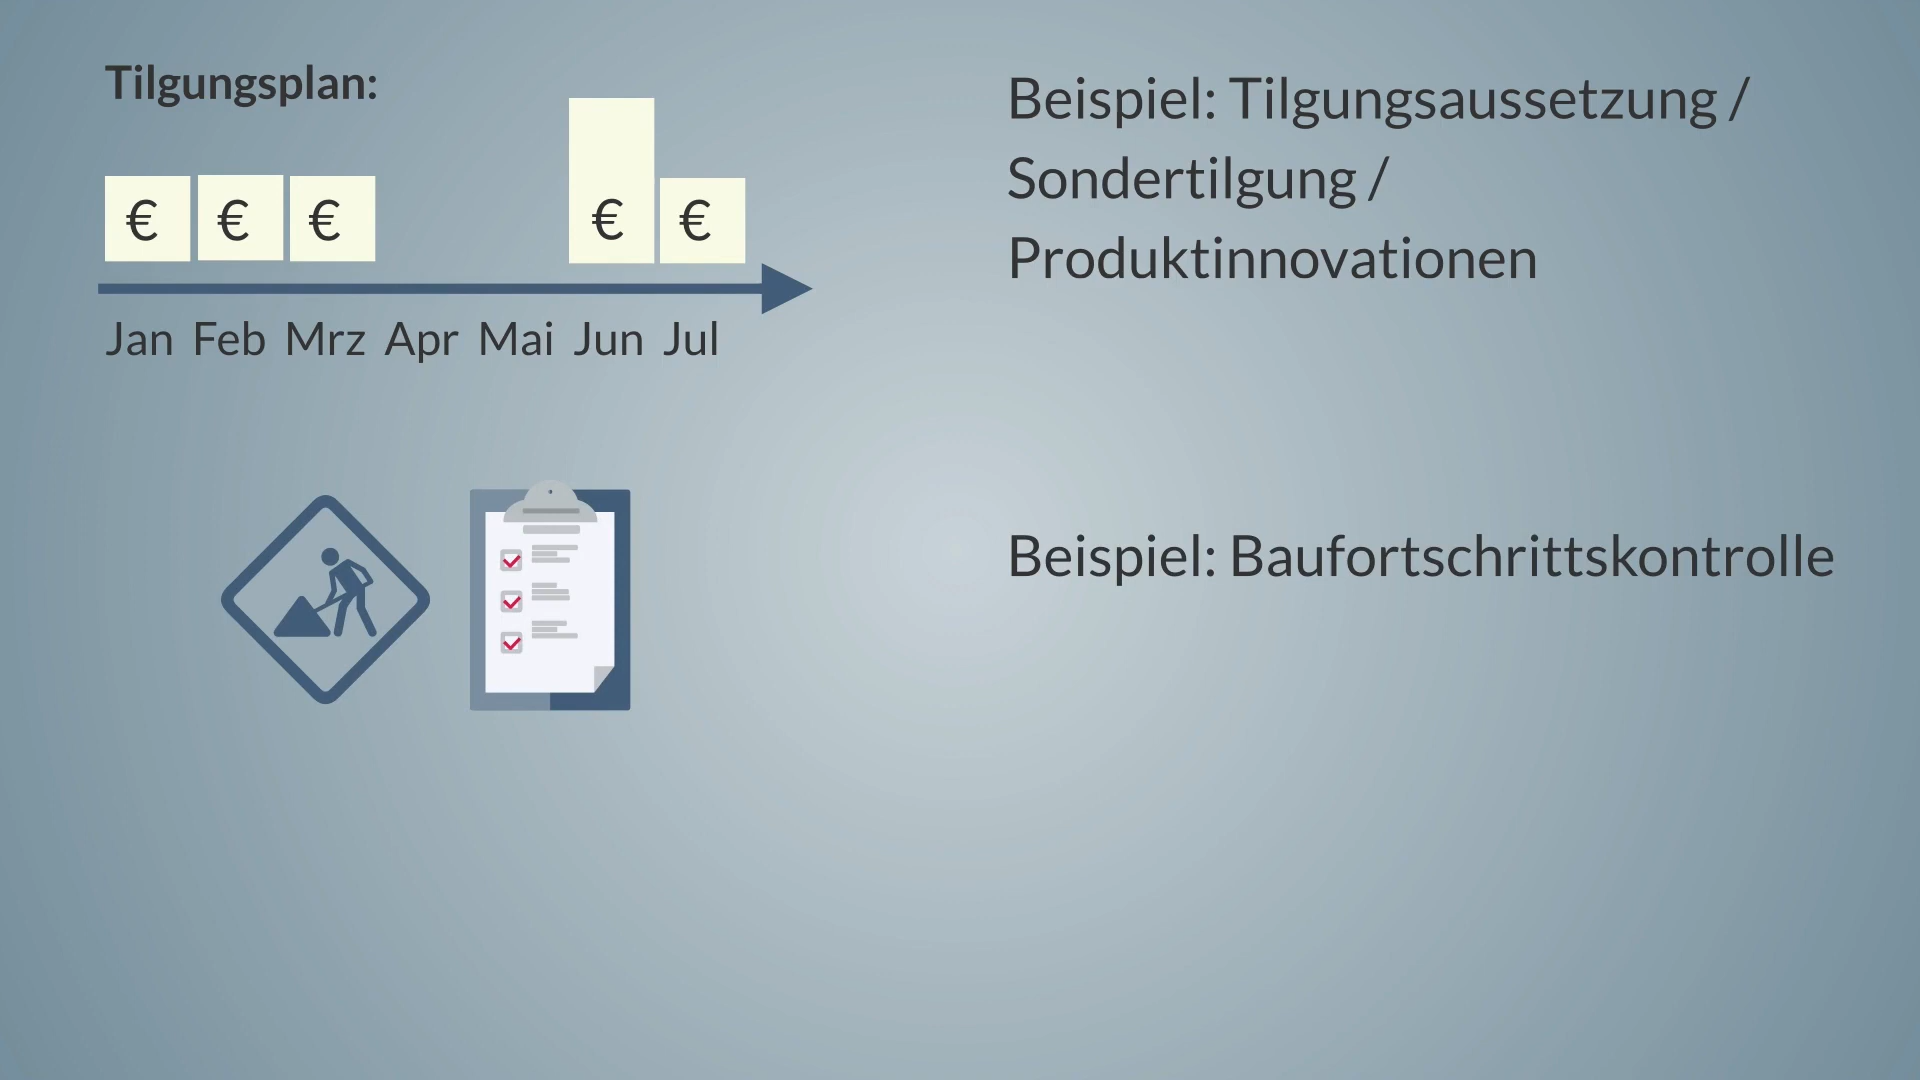 Tilgungsplan:
€ € € € €
Jan Feb Mrz Apr Mai Jun Jul
Beispiel: Tilgungsaussetzung /
Sondertilgung /
Produktinnovationen
Beispiel: Baufortschrittskontrolle